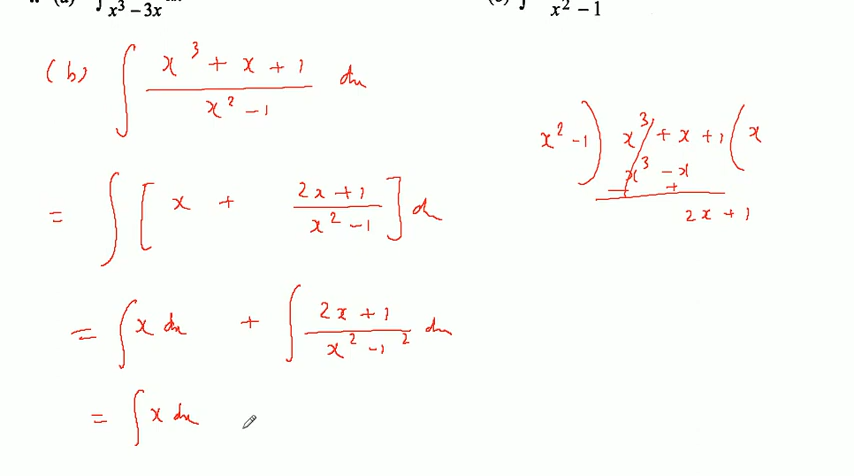 x³ – 3x
x² – 1
(b) ∫ (x³ + x + 1)/(x² – 1) dx
x² – 1 ) x³ + x + 1 ( x
x³ – x
– +
2x + 1
= ∫ [ x + (2x + 1)/(x² – 1) ] dx
= ∫ x dx + ∫ (2x + 1)/(x² – 1²) dx
= ∫ x dx